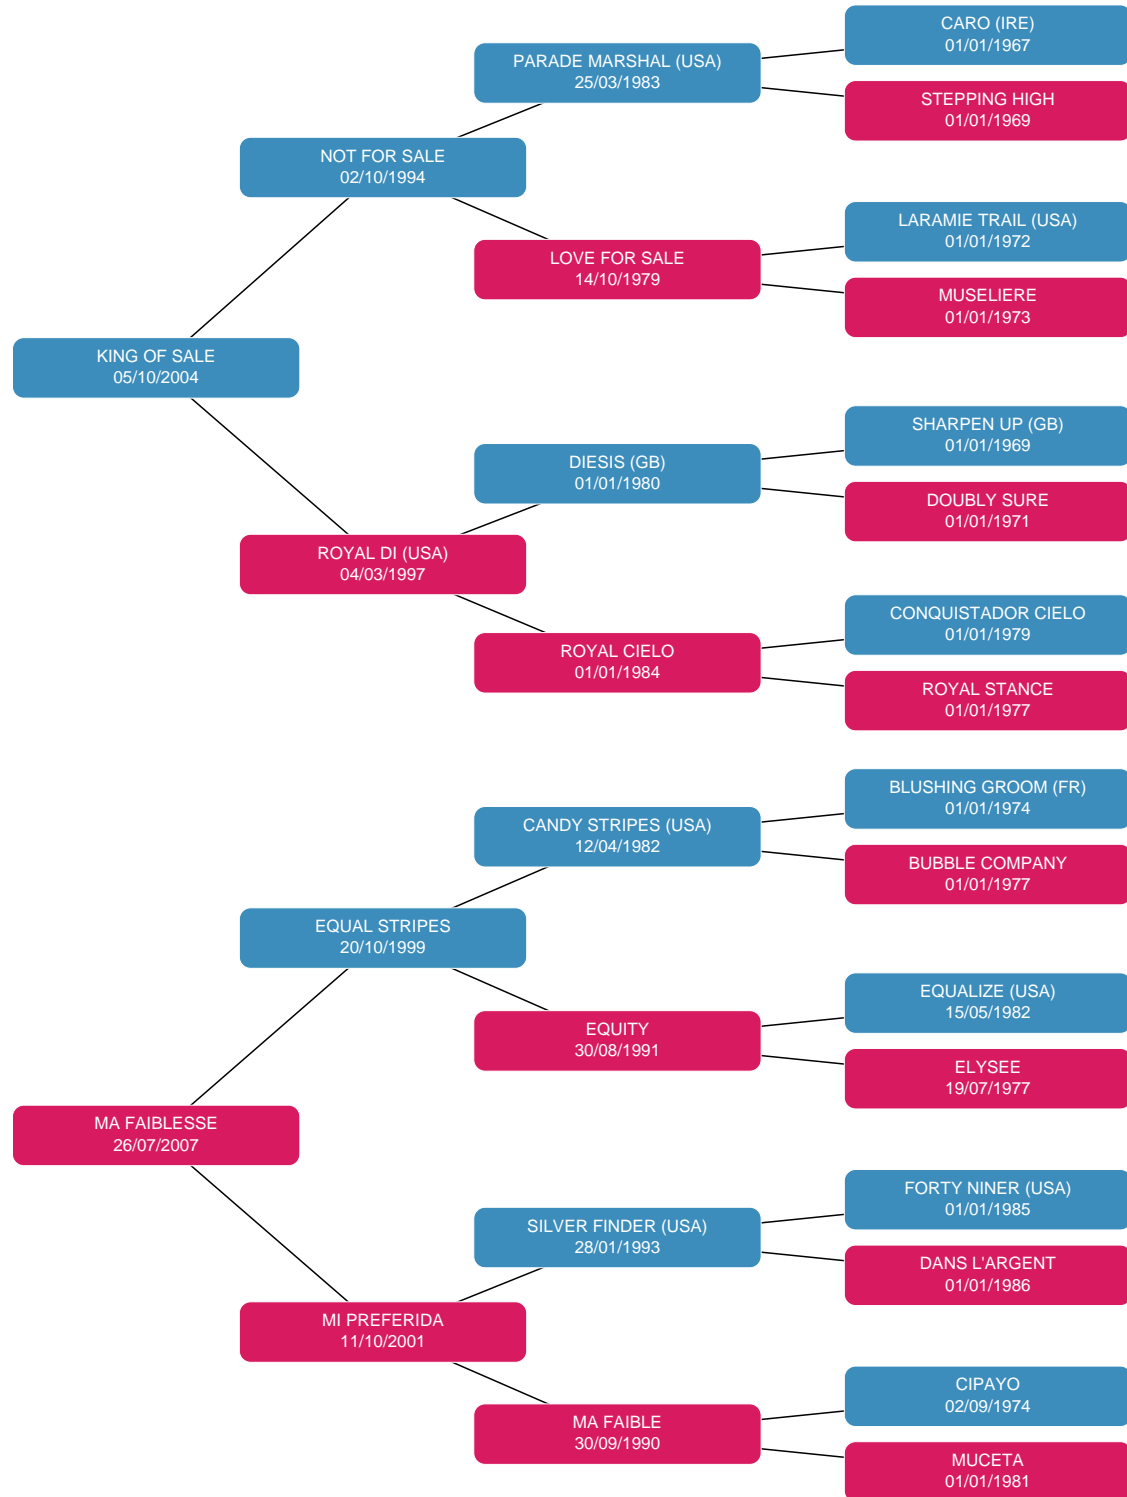 CARO (IRE)
01/01/1967
PARADE MARSHAL (USA)
25/03/1983
STEPPING HIGH
01/01/1969
NOT FOR SALE
02/10/1994
LARAMIE TRAIL (USA)
01/01/1972
LOVE FOR SALE
14/10/1979
MUSELIERE
01/01/1973
KING OF SALE
05/10/2004
SHARPEN UP (GB)
01/01/1969
DIESIS (GB)
01/01/1980
DOUBLY SURE
01/01/1971
ROYAL DI (USA)
04/03/1997
CONQUISTADOR CIELO
01/01/1979
ROYAL CIELO
01/01/1984
ROYAL STANCE
01/01/1977
BLUSHING GROOM (FR)
01/01/1974
CANDY STRIPES (USA)
12/04/1982
BUBBLE COMPANY
01/01/1977
EQUAL STRIPES
20/10/1999
EQUALIZE (USA)
15/05/1982
EQUITY
30/08/1991
ELYSEE
19/07/1977
MA FAIBLESSE
26/07/2007
FORTY NINER (USA)
01/01/1985
SILVER FINDER (USA)
28/01/1993
DANS L'ARGENT
01/01/1986
MI PREFERIDA
11/10/2001
CIPAYO
02/09/1974
MA FAIBLE
30/09/1990
MUCETA
01/01/1981